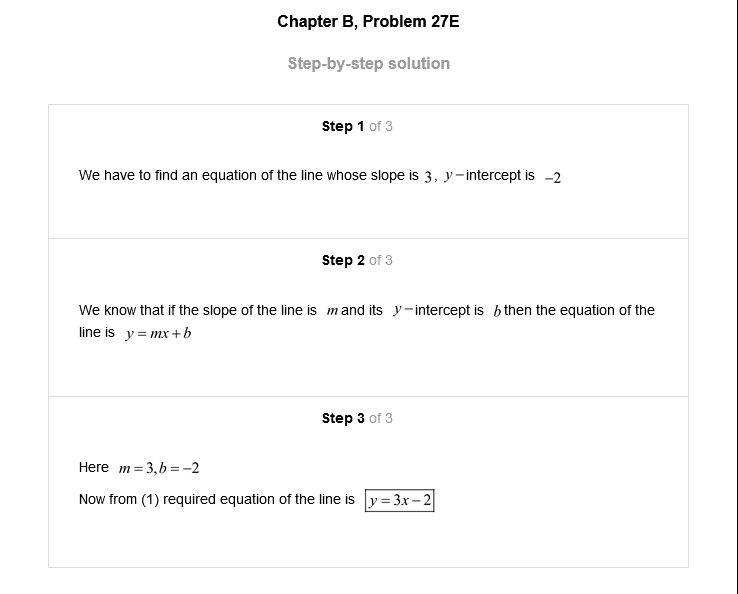 Chapter B, Problem 27E
Step-by-step solution
Step 1 of 3
We have to find an equation of the line whose slope is 3, y−intercept is −2
Step 2 of 3
We know that if the slope of the line is m and its y−intercept is b then the equation of the
line is y = mx + b
Step 3 of 3
Here m = 3, b = −2
Now from (1) required equation of the line is y = 3x − 2